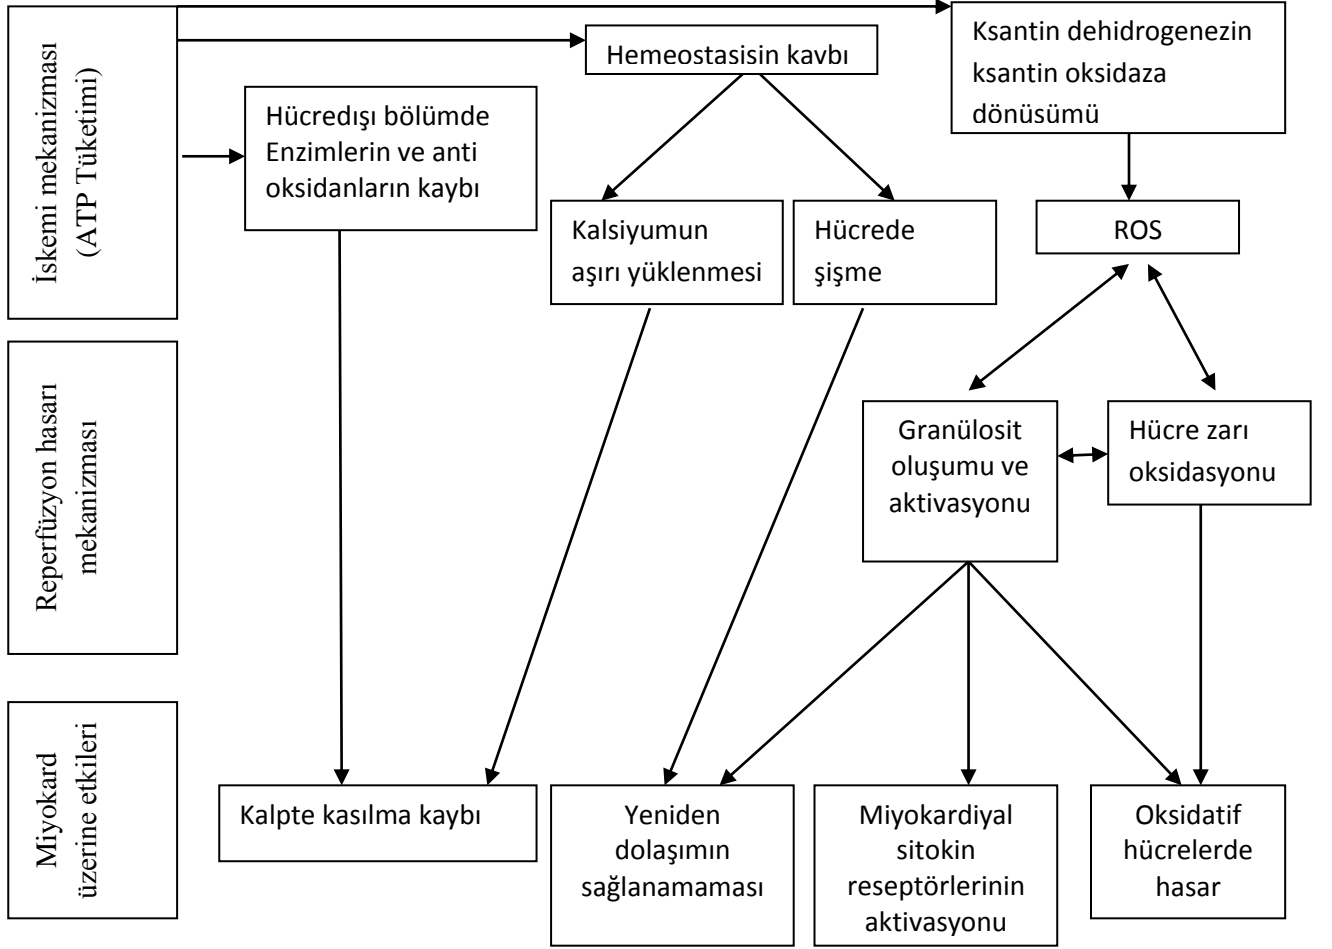 İskemi mekanizması
(ATP Tüketimi)
Hemeostasisin kavbı
Ksantin dehidrogenezin
ksantin oksidaza
dönüsümü
Hücredışı bölümde
Enzimlerin ve anti
oksidanların kaybı
Kalsiyumun
aşırı yüklenmesi
Hücrede
şişme
ROS
Reperfüzyon hasarı
mekanizması
Granülosit
oluşumu ve
aktivasyonu
Hücre zarı
oksidasyonu
Miyokard
üzerine etkileri
Kalpte kasılma kaybı
Yeniden
dolaşımın
sağlanamaması
Miyokardiyal
sitokin
reseptörlerinin
aktivasyonu
Oksidatif
hücrelerde
hasar